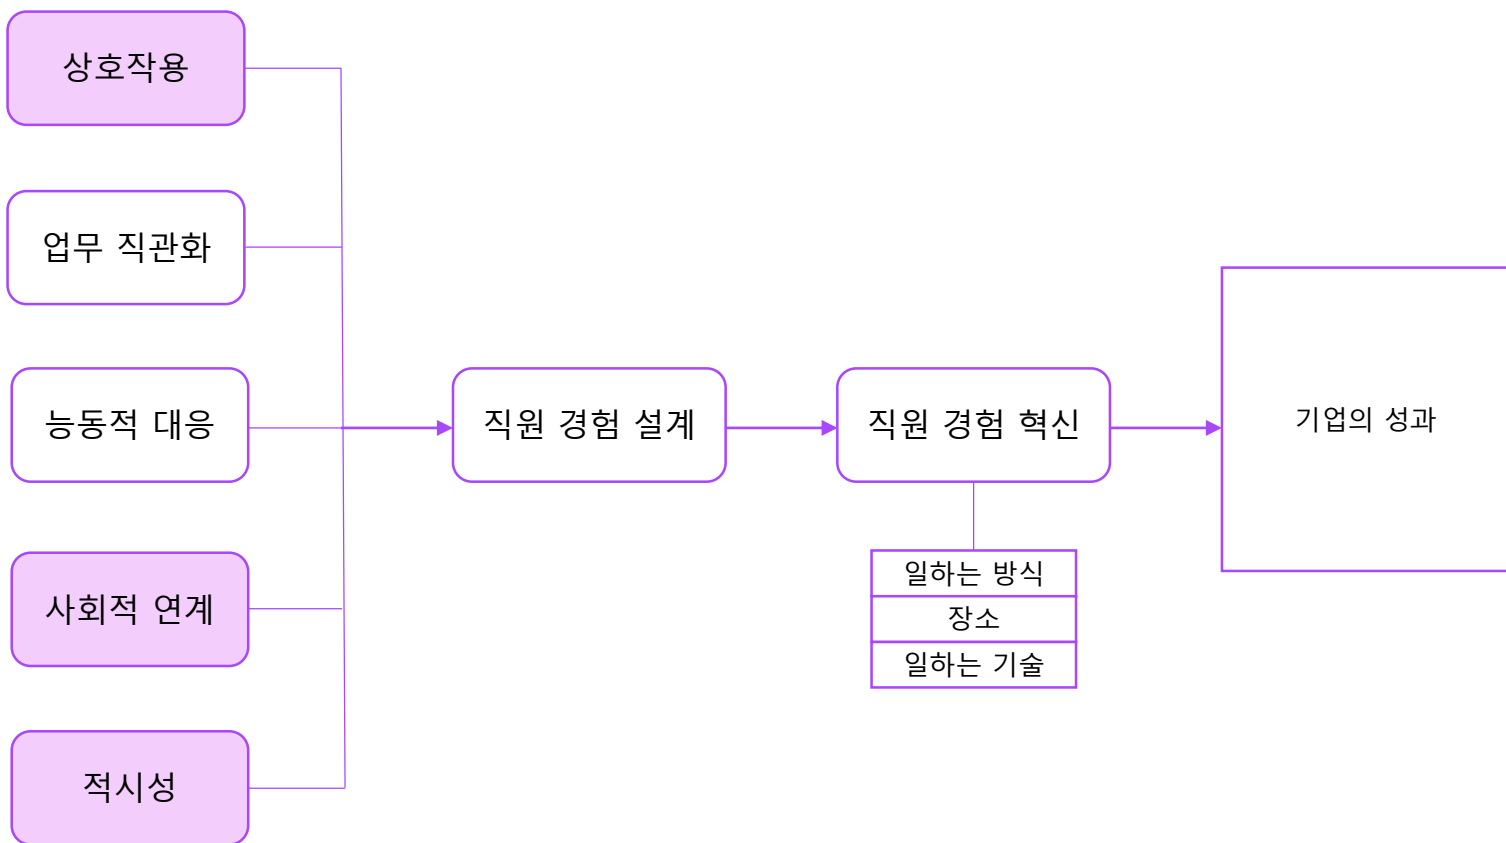 상호작용
업무 직관화
능동적 대응
사회적 연계
적시성
직원 경험 설계
직원 경험 혁신
일하는 방식
장소
일하는 기술
기업의 성과